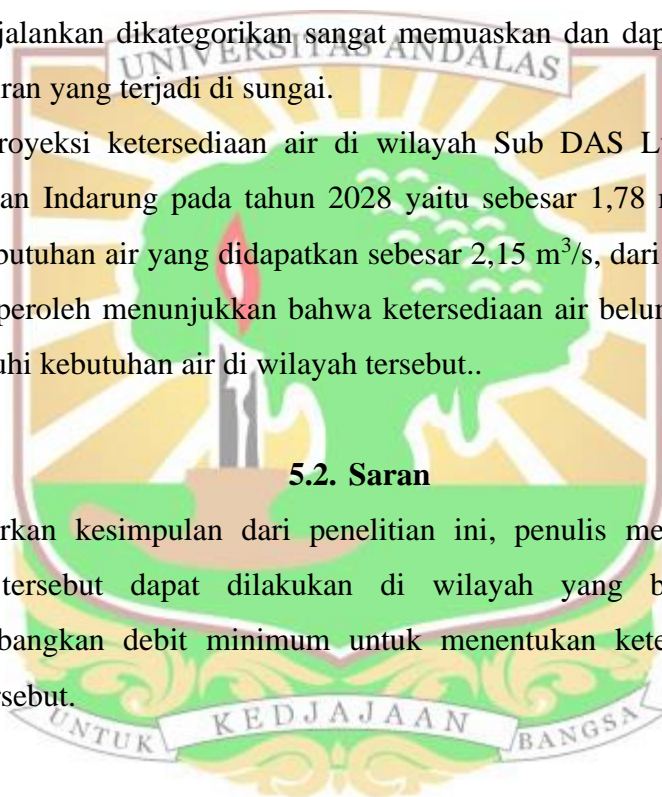 jalankan dikategorikan sangat memuaskan dan dap
UNIVERSITAS ANDALAS
ran yang terjadi di sungai.
royeksi ketersediaan air di wilayah Sub DAS L
an Indarung pada tahun 2028 yaitu sebesar 1,78
butuhan air yang didapatkan sebesar 2,15 m³/s, dari
peroleh menunjukkan bahwa ketersediaan air belu
uhi kebutuhan air di wilayah tersebut..
5.2. Saran
rkan kesimpulan dari penelitian ini, penulis me
tersebut dapat dilakukan di wilayah yang b
bangkan debit minimum untuk menentukan kete
rsebut.
UNTUK KEDJAJAAN BANGSA